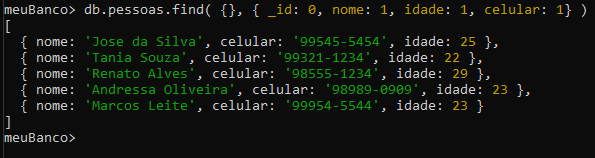 meuBanco> db.pessoas.find( {}, { _id: 0, nome: 1, idade: 1, celular: 1} )
[
  { nome: 'Jose da Silva', celular: '99545-5454', idade: 25 },
  { nome: 'Tania Souza', celular: '99321-1234', idade: 22 },
  { nome: 'Renato Alves', celular: '98555-1234', idade: 29 },
  { nome: 'Andressa Oliveira', celular: '98989-0909', idade: 23 },
  { nome: 'Marcos Leite', celular: '99954-5544', idade: 23 }
]
meuBanco>